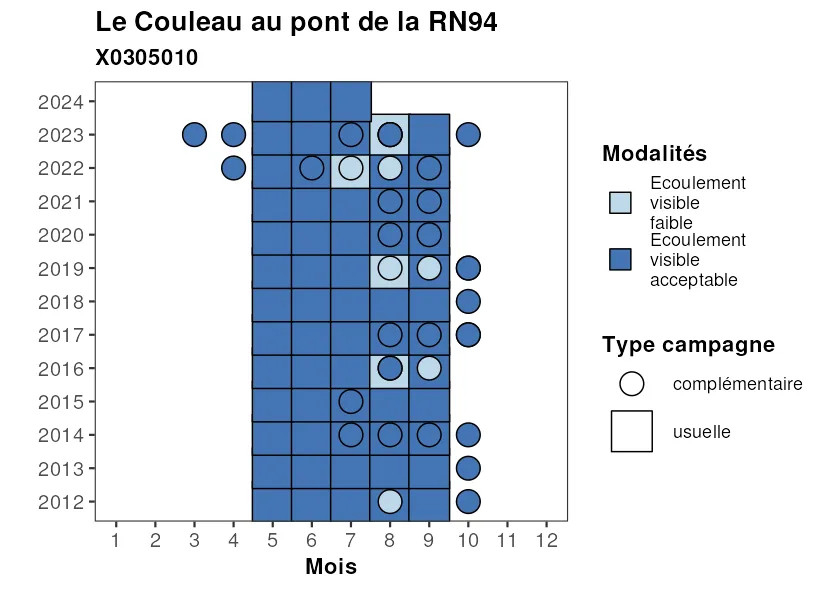 Le Couleau au pont de la RN94
X0305010
2024
2023
2022
2021
2020
2019
2018
2017
2016
2015
2014
2013
2012
1 2 3 4 5 6 7 8 9 10 11 12
Mois
Modalités
Ecoulement
visible
faible
Ecoulement
visible
acceptable
Type campagne
complémentaire
usuelle